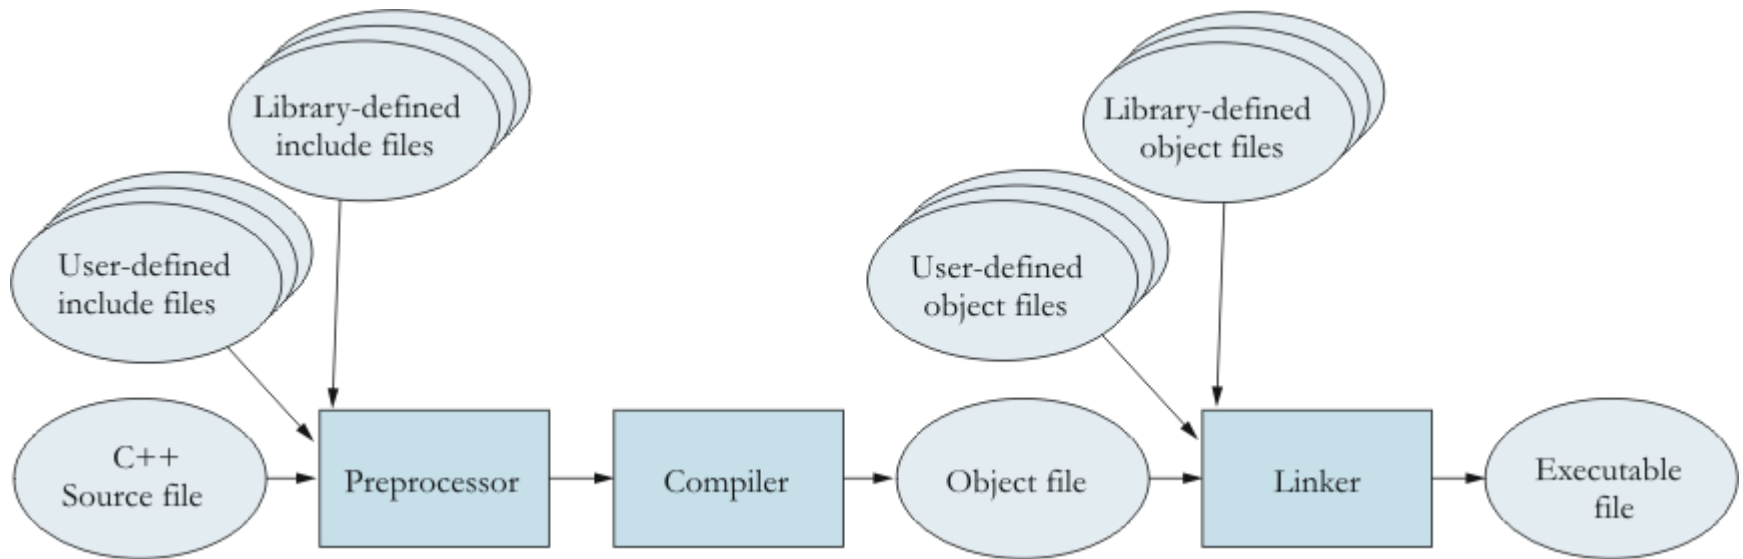 Library-defined
include files
Library-defined
object files
User-defined
include files
User-defined
object files
C++
Source file
Preprocessor
Compiler
Object file
Linker
Executable
file